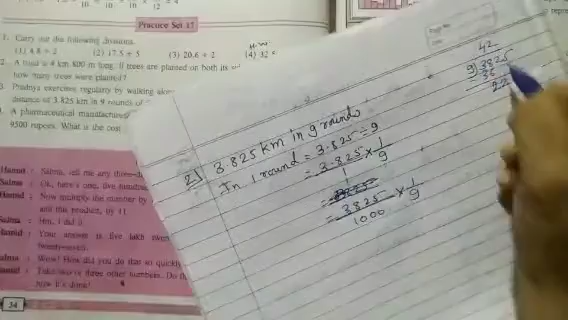 Practice Set 17
1. Carry out the following divisions.
(1) 4.8 ÷ 2 (2) 17.5 ÷ 5 (3) 20.6 ÷ 2 (4) 32
H.W.
2. A road is 4 km 800 m long. If trees are planted on both its
how many trees were planted?
3. Pradnya exercises regularly by walking
distance of 3.825 km in 9 rounds of
4. A pharmaceutical manufacturer
9500 rupees. What is the cost
Hamid : Salma, tell me any three-d
Salma : Ok, here's one, five hundred
Hamid : Now multiply the number by
and this product, by 11
Salma : Hm, I did it.
Hamid : Your answer is five lakh
twenty-seven.
Salma : Wow! How did you do that so quickly
Hamid : Take two or three other numbers. Do th
how it's done!
34
3.825 km in 9 rounds
In 1 round = 3.825 ÷ 9
= 3.825 × 1/9
= 3825/1000 × 1/9
42
9)3825
36
22